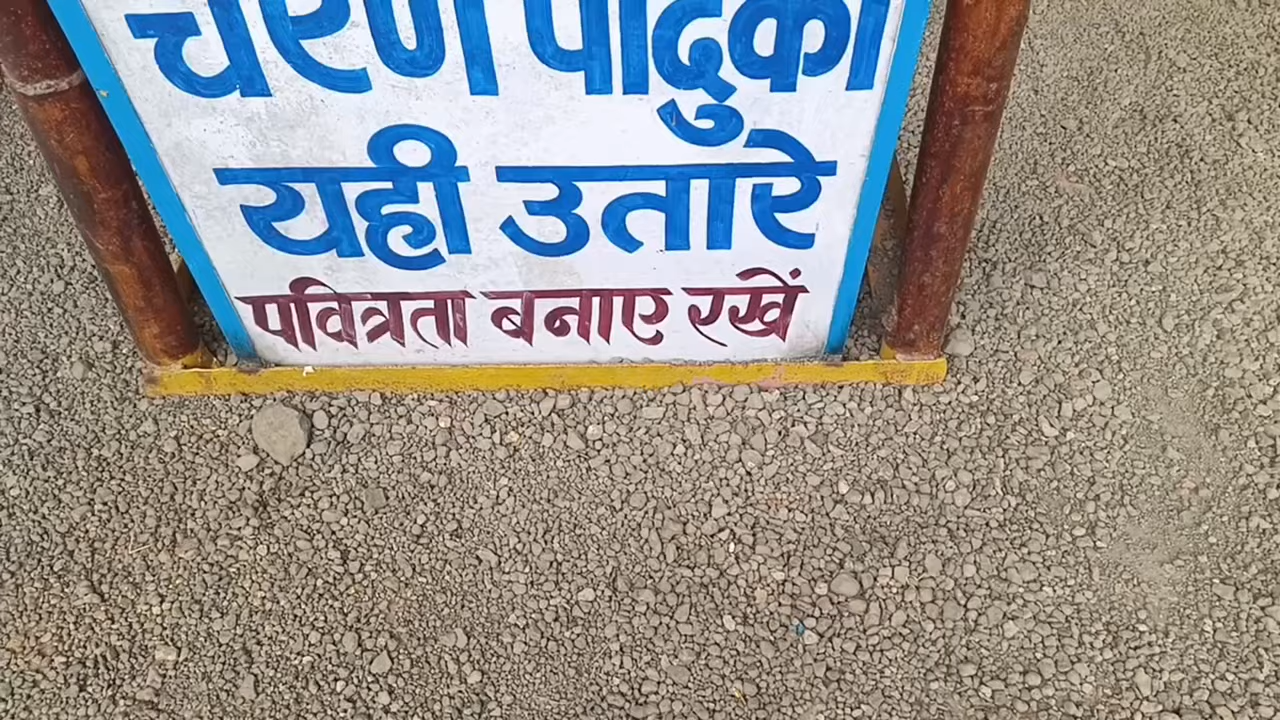 चरण पादुका
यही उतारे
पवित्रता बनाए रखें